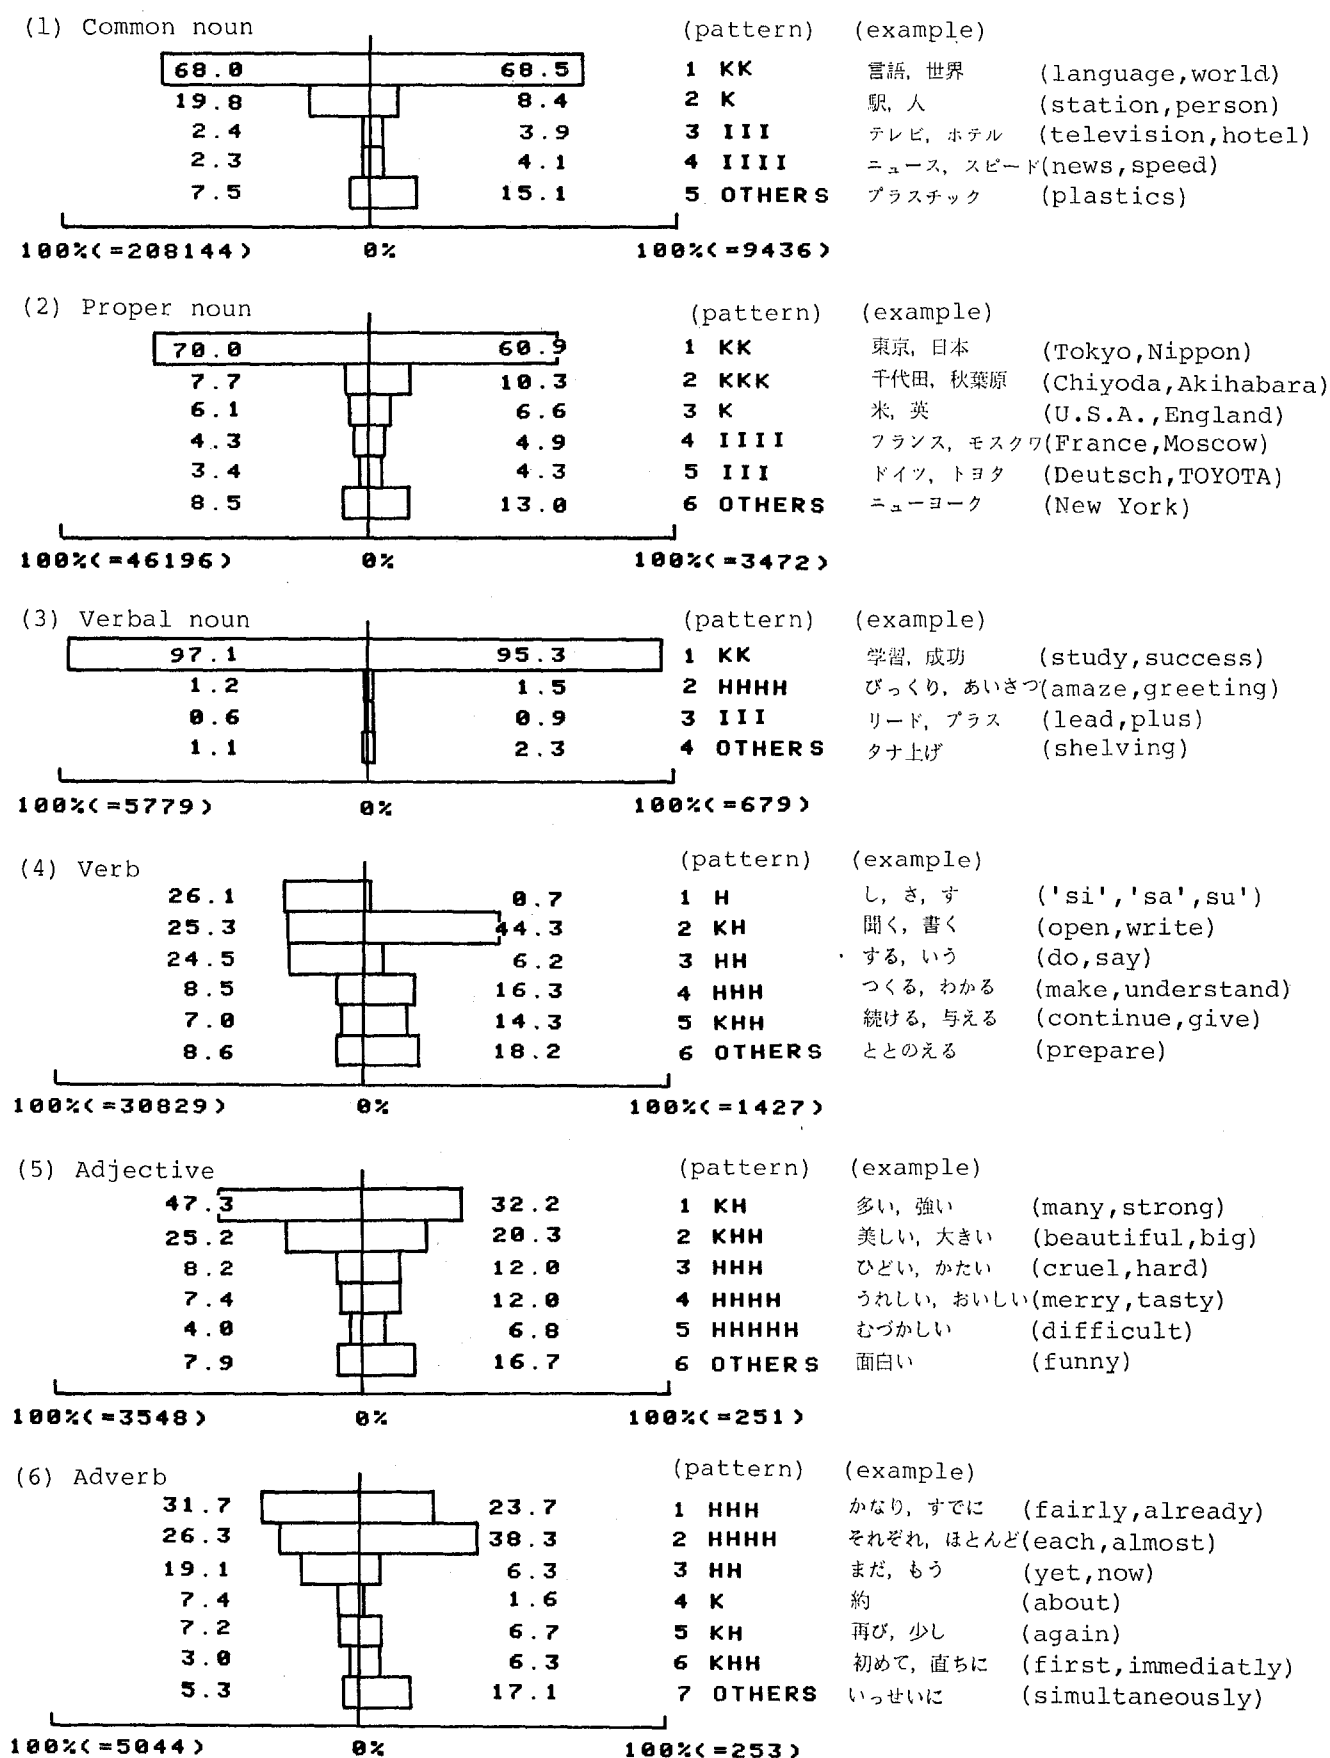 (1) Common noun (pattern) (example)
68.0 68.5 1 KK 言語, 世界 (language,world)
19.8 8.4 2 K 駅, 人 (station,person)
2.4 3.9 3 III テレビ, ホテル (television,hotel)
2.3 4.1 4 IIII ニュース, スピード(news,speed)
7.5 15.1 5 OTHERS プラスチック (plastics)
100%(=208144) 0% 100%(=9436)
(2) Proper noun (pattern) (example)
70.0 60.9 1 KK 東京, 日本 (Tokyo,Nippon)
7.7 10.3 2 KKK 千代田, 秋葉原 (Chiyoda,Akihabara)
6.1 6.6 3 K 米, 英 (U.S.A.,England)
4.3 4.9 4 IIII フランス, モスクワ(France,Moscow)
3.4 4.3 5 III ドイツ, トヨタ (Deutsch,TOYOTA)
8.5 13.0 6 OTHERS ニューヨーク (New York)
100%(=46196) 0% 100%(=3472)
(3) Verbal noun (pattern) (example)
97.1 95.3 1 KK 学習, 成功 (study,success)
1.2 1.5 2 HHHH びっくり, あいさつ(amaze,greeting)
0.6 0.9 3 III リード, プラス (lead,plus)
1.1 2.3 4 OTHERS タナ上げ (shelving)
100%(=5779) 0% 100%(=679)
(4) Verb (pattern) (example)
26.1 0.7 1 H し, さ, す ('si','sa',su')
25.3 44.3 2 KH 聞く, 書く (open,write)
24.5 6.2 3 HH する, いう (do,say)
8.5 16.3 4 HHH つくる, わかる (make,understand)
7.0 14.3 5 KHH 続ける, 与える (continue,give)
8.6 18.2 6 OTHERS ととのえる (prepare)
100%(=30829) 0% 100%(=1427)
(5) Adjective (pattern) (example)
47.3 32.2 1 KH 多い, 強い (many,strong)
25.2 20.3 2 KHH 美しい, 大きい (beautiful,big)
8.2 12.0 3 HHH ひどい, かたい (cruel,hard)
7.4 12.0 4 HHHH うれしい, おいしい(merry,tasty)
4.0 6.8 5 HHHHH むづかしい (difficult)
7.9 16.7 6 OTHERS 面白い (funny)
100%(=3548) 0% 100%(=251)
(6) Adverb (pattern) (example)
31.7 23.7 1 HHH かなり, すでに (fairly,already)
26.3 38.3 2 HHHH それぞれ, ほとんど(each,almost)
19.1 6.3 3 HH まだ, もう (yet,now)
7.4 1.6 4 K 約 (about)
7.2 6.7 5 KH 再び, 少し (again)
3.0 6.3 6 KHH 初めて, 直ちに (first,immediatly)
5.3 17.1 7 OTHERS いっせいに (simultaneously)
100%(=5044) 0% 100%(=253)